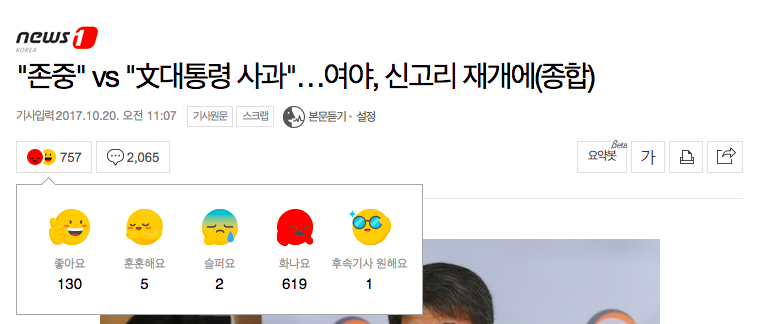 news1
KOREA
"존중" vs "文대통령 사과"…여야, 신고리 재개에(종합)
기사입력 2017.10.20. 오전 11:07 기사원문 스크랩 본문듣기 · 설정
757 2,065 요약봇 Beta 가
좋아요 훈훈해요 슬퍼요 화나요 후속기사 원해요
130 5 2 619 1